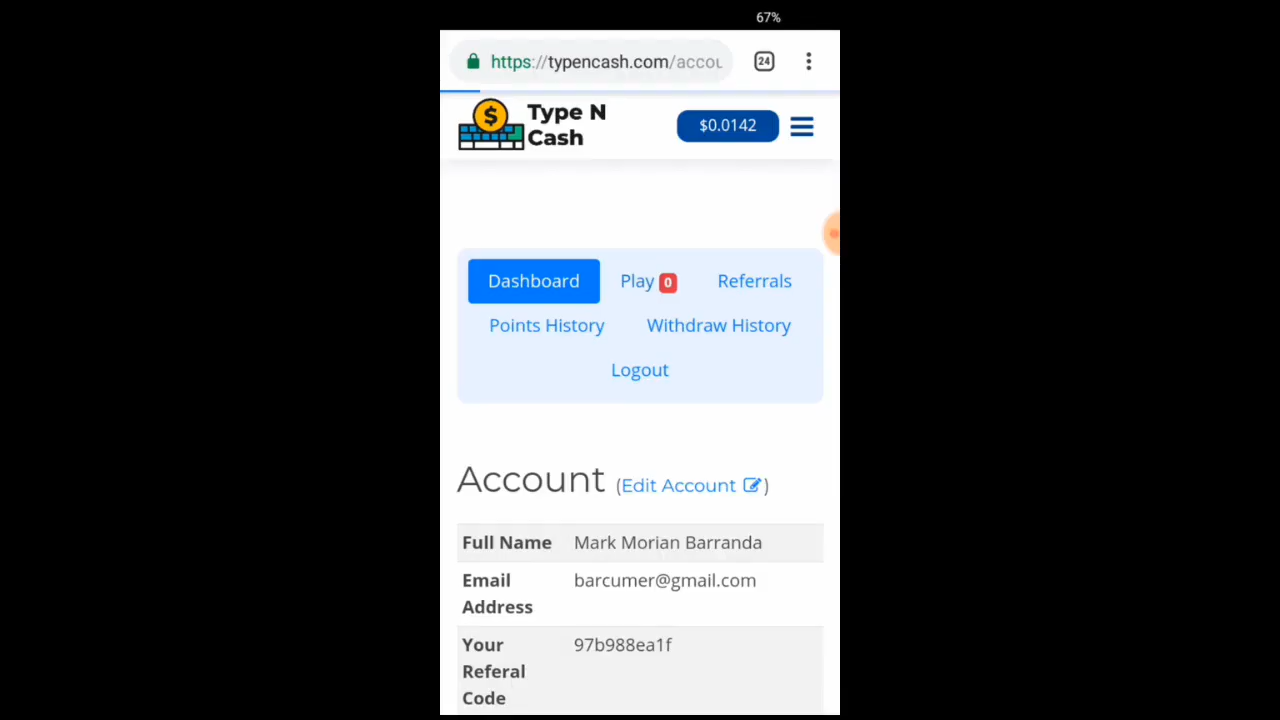 67%
https://typencash.com/accou
24
$
Type N
Cash
$0.0142
Dashboard
Play 0
Referrals
Points History
Withdraw History
Logout
Account (Edit Account)
Full Name Mark Morian Barranda
Email barcumer@gmail.com
Address
Your 97b988ea1f
Referal
Code